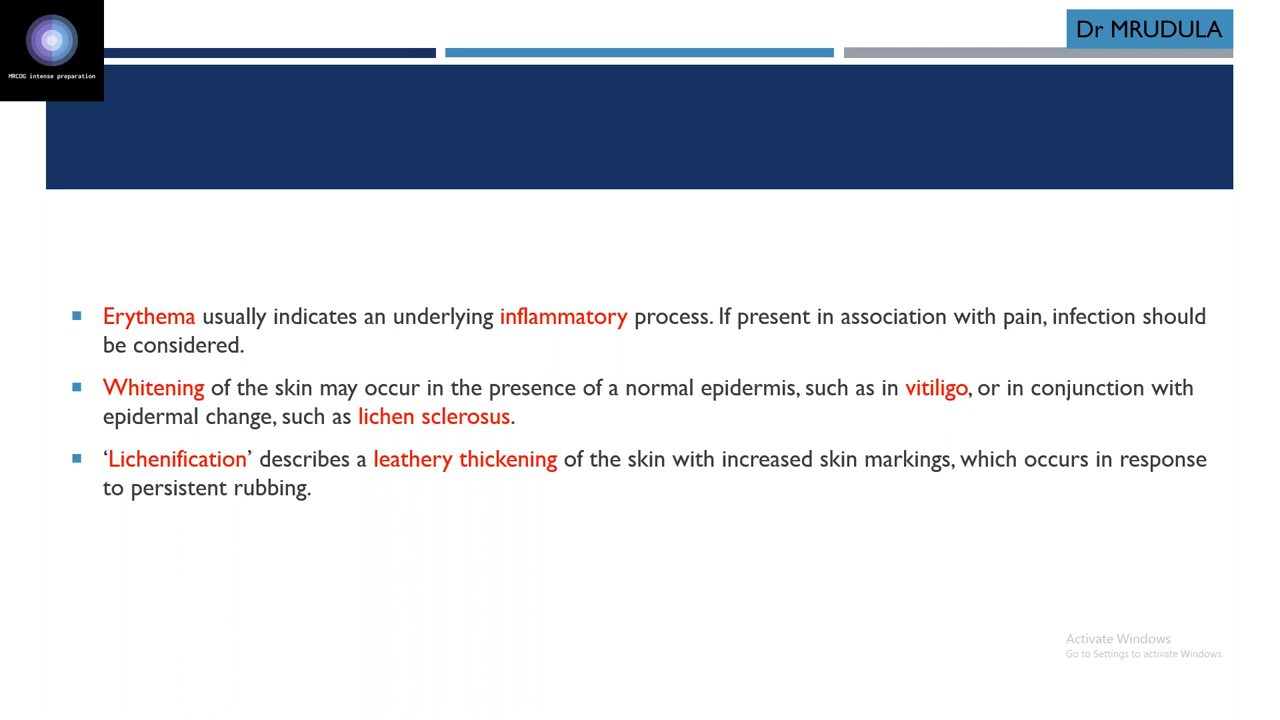 Dr MRUDULA
MRCOG intense preparation
Erythema usually indicates an underlying inflammatory process. If present in association with pain, infection should
be considered.
Whitening of the skin may occur in the presence of a normal epidermis, such as in vitiligo, or in conjunction with
epidermal change, such as lichen sclerosus.
‘Lichenification’ describes a leathery thickening of the skin with increased skin markings, which occurs in response
to persistent rubbing.
Activate Windows
Go to Settings to activate Windows.